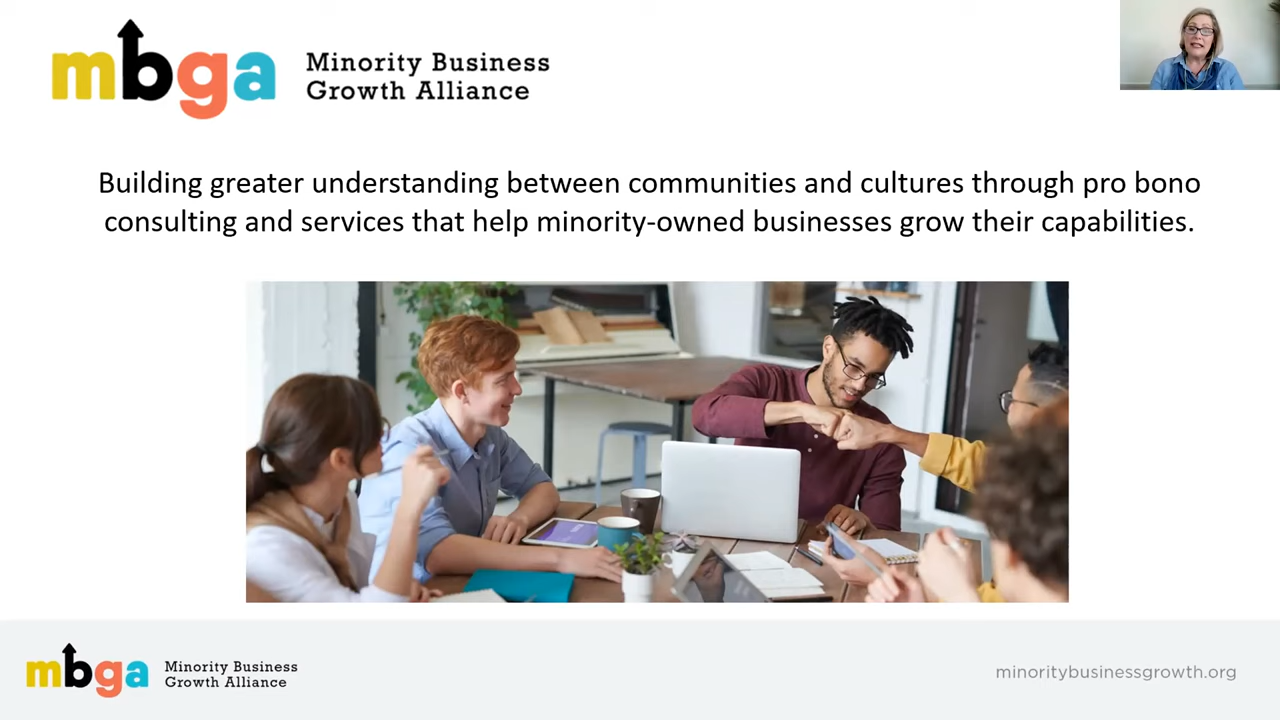 mbga
Minority Business
Growth Alliance
Building greater understanding between communities and cultures through pro bono
consulting and services that help minority-owned businesses grow their capabilities.
mbga
Minority Business
Growth Alliance
minoritybusinessgrowth.org